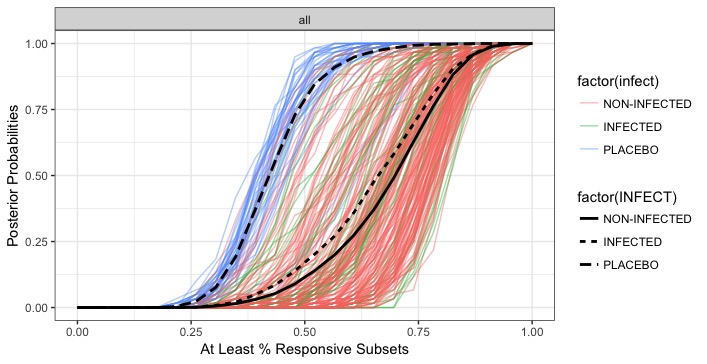 all
1.00
0.75
0.50
0.25
0.00
Posterior Probabilities
0.00 0.25 0.50 0.75 1.00
At Least % Responsive Subsets
factor(infect)
NON-INFECTED
INFECTED
PLACEBO
factor(INFECT)
NON-INFECTED
INFECTED
PLACEBO